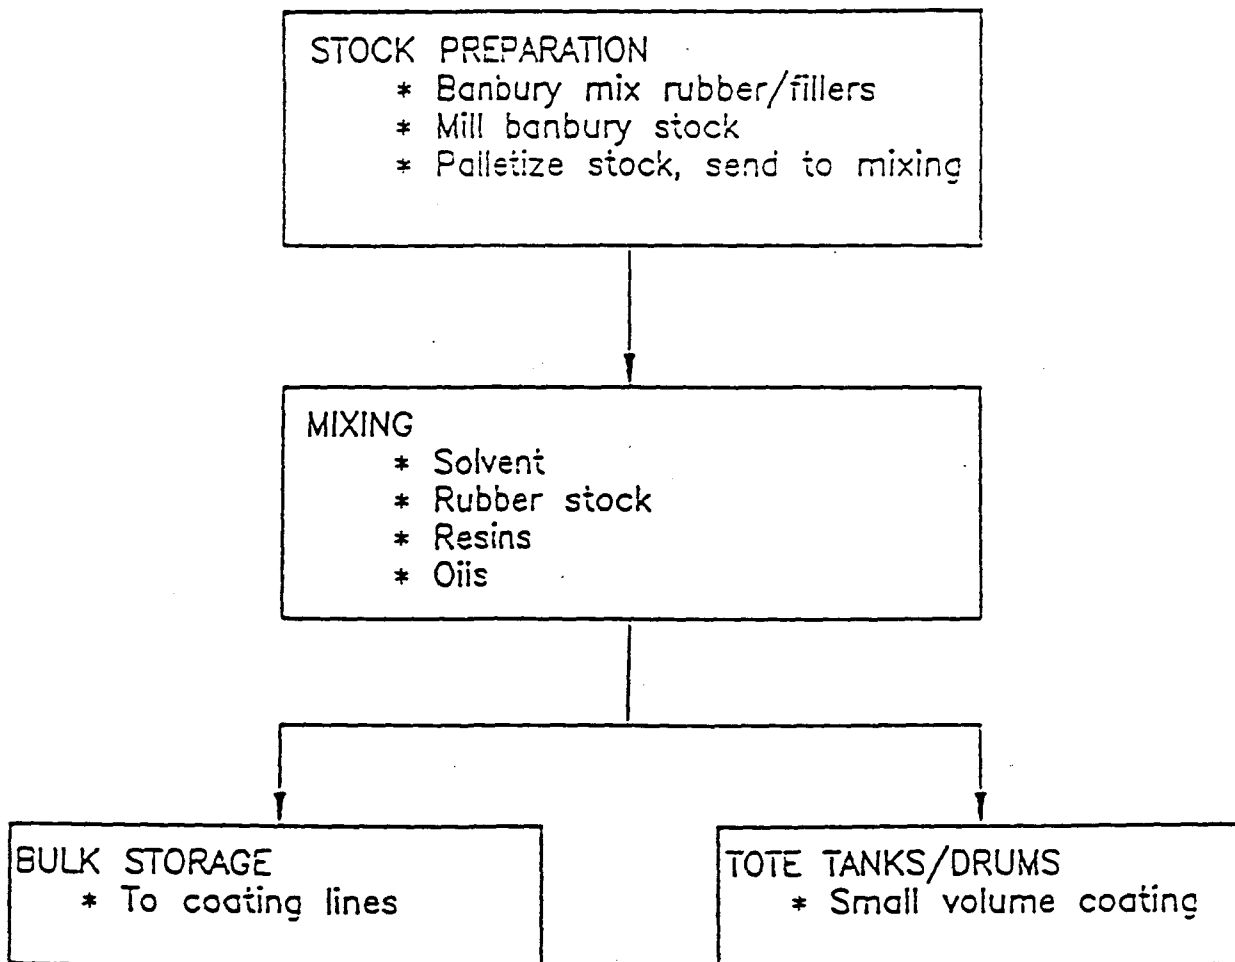 STOCK PREPARATION
* Banbury mix rubber/fillers
* Mill banbury stock
* Palletize stock, send to mixing
MIXING
* Solvent
* Rubber stock
* Resins
* Oils
BULK STORAGE
* To coating lines
TOTE TANKS/DRUMS
* Small volume coating